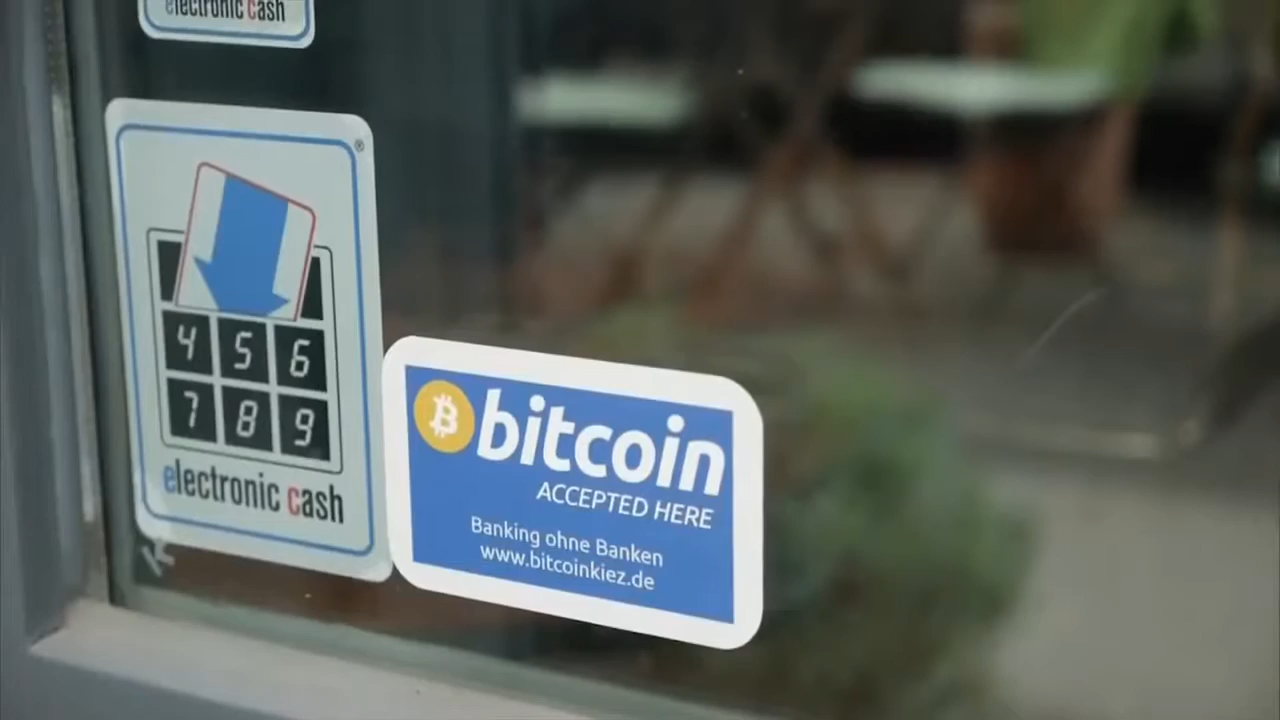 electronic cash
®
4 5 6
7 8 9
electronic cash
bitcoin
ACCEPTED HERE
Banking ohne Banken
www.bitcoinkiez.de